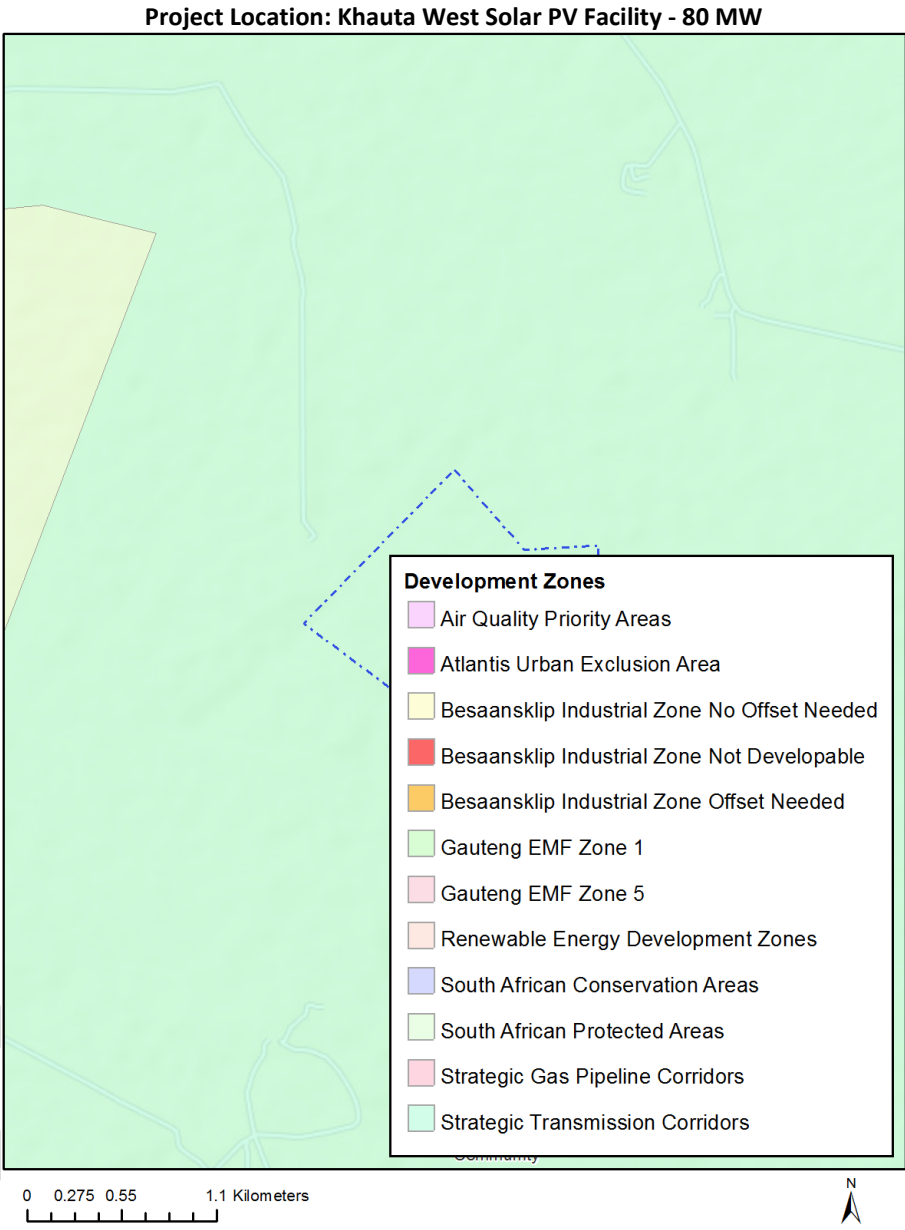 Project Location: Khauta West Solar PV Facility - 80 MW
Development Zones
Air Quality Priority Areas
Atlantis Urban Exclusion Area
Besaansklip Industrial Zone No Offset Needed
Besaansklip Industrial Zone Not Developable
Besaansklip Industrial Zone Offset Needed
Gauteng EMF Zone 1
Gauteng EMF Zone 5
Renewable Energy Development Zones
South African Conservation Areas
South African Protected Areas
Strategic Gas Pipeline Corridors
Strategic Transmission Corridors
Community
0 0.275 0.55 1.1 Kilometers
N